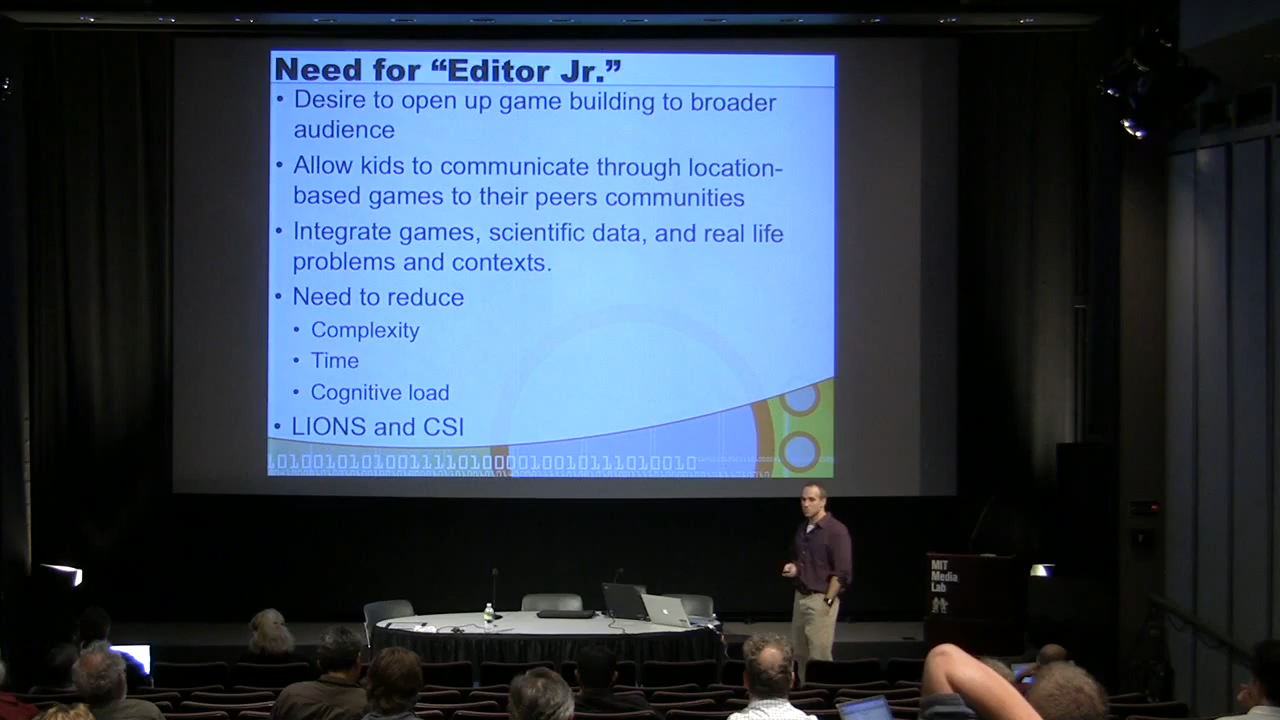 Need for “Editor Jr.”
• Desire to open up game building to broader
audience
• Allow kids to communicate through location-
based games to their peers communities
• Integrate games, scientific data, and real life
problems and contexts.
• Need to reduce
• Complexity
• Time
• Cognitive load
• LIONS and CSI
MIT
Media
Lab